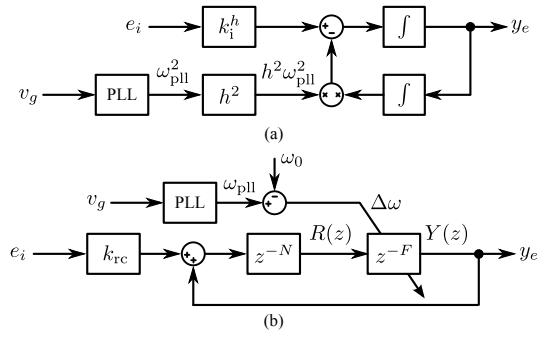 e_i k_i^h + - ∫ y_e
v_g PLL ω_pll^2 h^2 h^2ω_pll^2 × × ∫
(a)
ω_0
v_g PLL ω_pll + - Δω
e_i k_rc + + z^{-N} R(z) z^{-F} Y(z) y_e
(b)